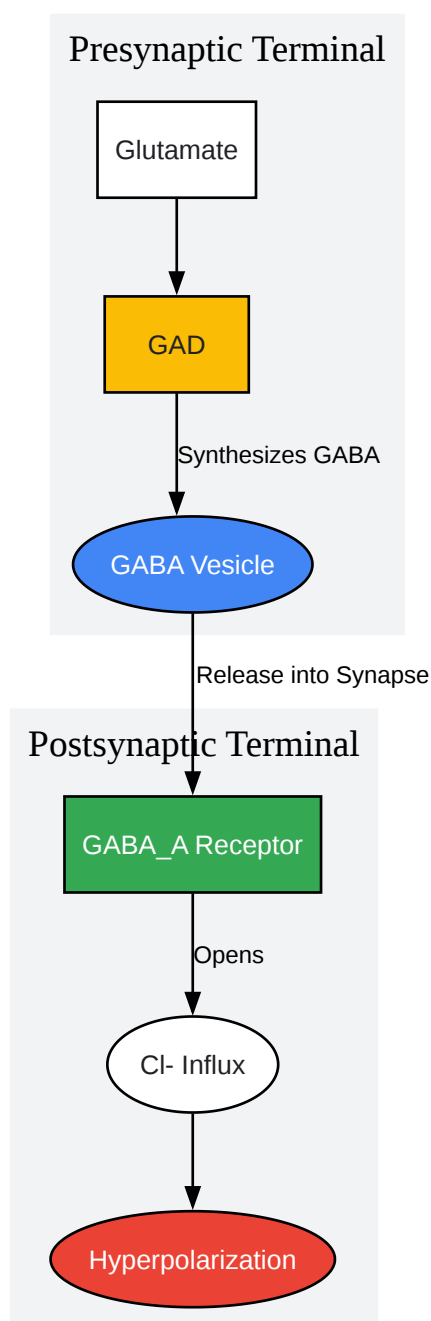 Presynaptic Terminal
Glutamate
GAD
Synthesizes GABA
GABA Vesicle
Release into Synapse
Postsynaptic Terminal
GABA_A Receptor
Opens
Cl- Influx
Hyperpolarization